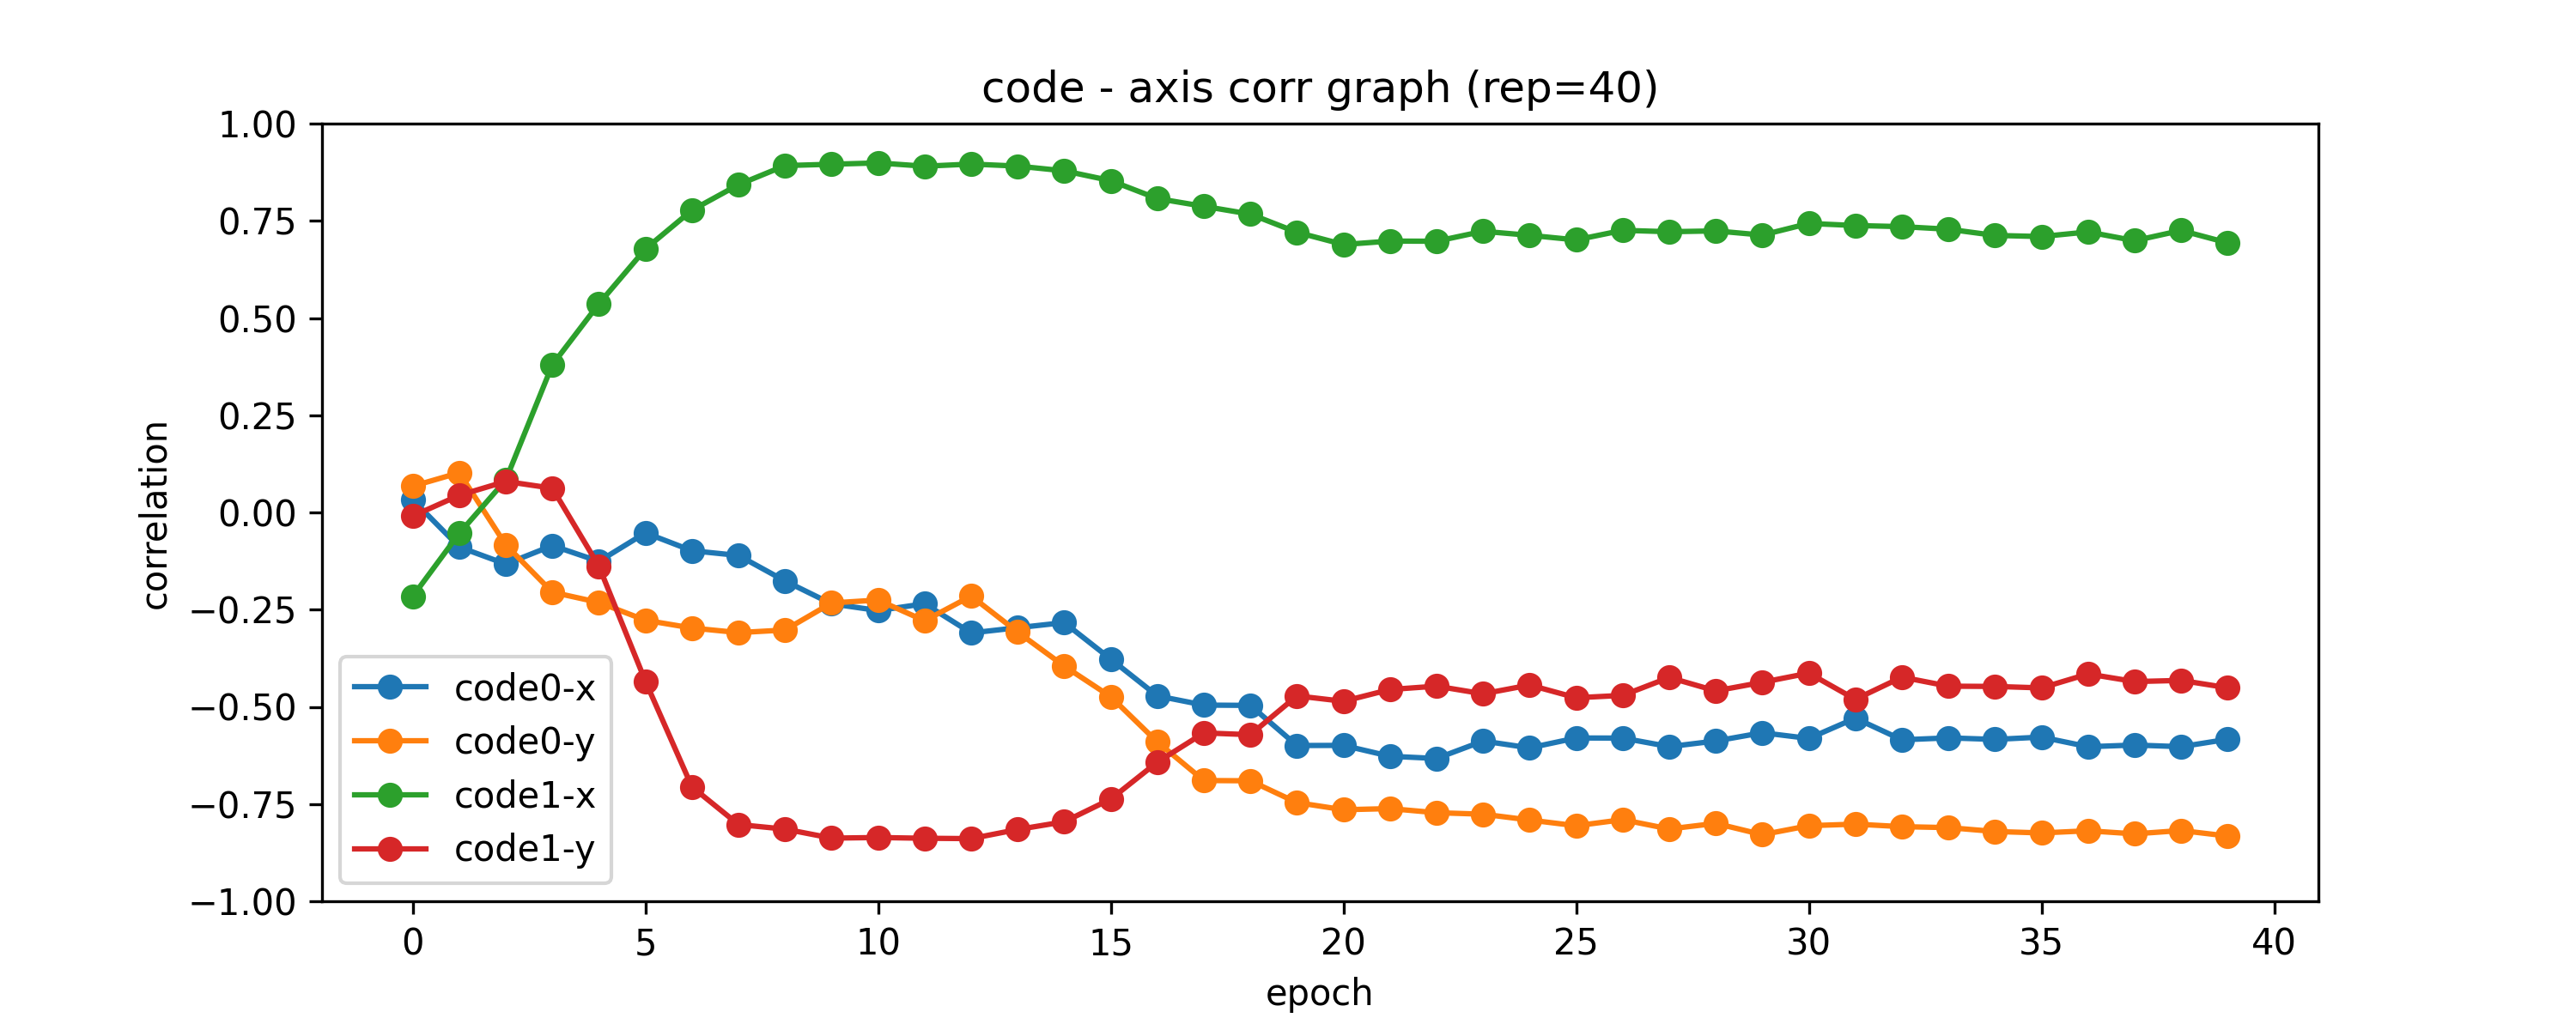 code - axis corr graph (rep=40)
1.00
0.75
0.50
0.25
0.00
−0.25
−0.50
−0.75
−1.00
correlation
code0-x
code0-y
code1-x
code1-y
0 5 10 15 20 25 30 35 40
epoch